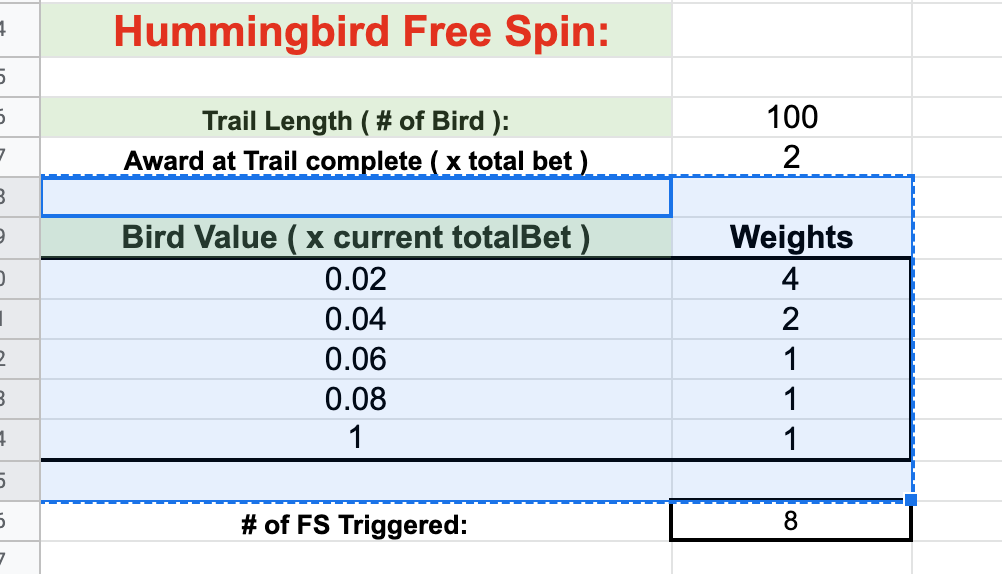 Hummingbird Free Spin:
Trail Length ( # of Bird ): 100
Award at Trail complete ( x total bet ) 2
Bird Value ( x current totalBet ) Weights
0.02 4
0.04 2
0.06 1
0.08 1
1 1
# of FS Triggered: 8